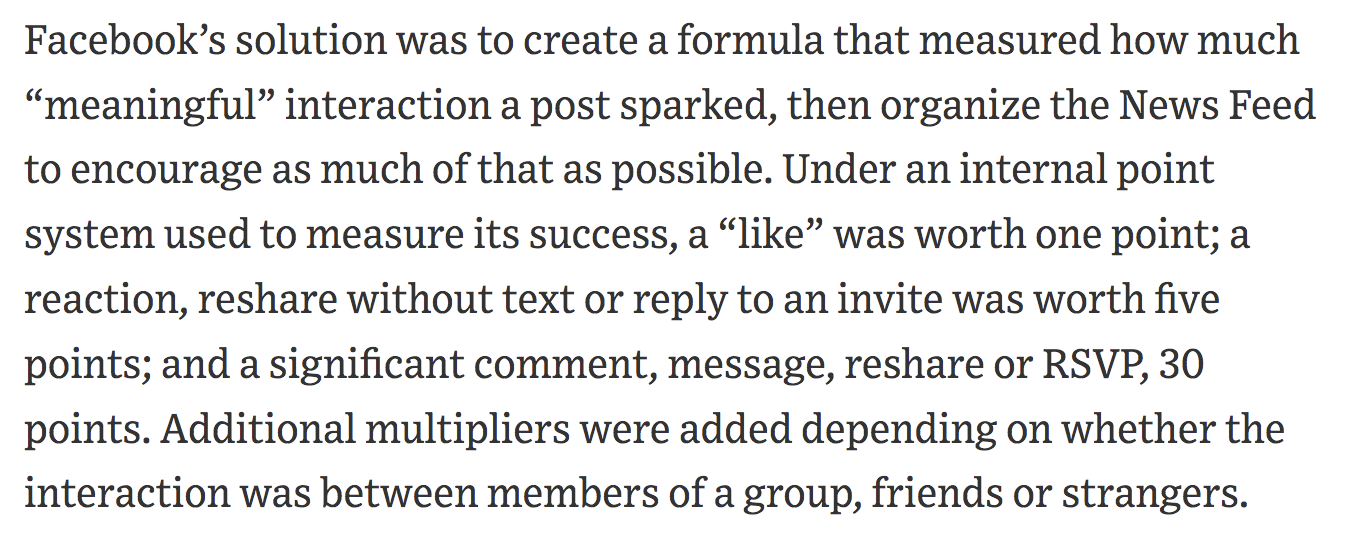 Facebook’s solution was to create a formula that measured how much
“meaningful” interaction a post sparked, then organize the News Feed
to encourage as much of that as possible. Under an internal point
system used to measure its success, a “like” was worth one point; a
reaction, reshare without text or reply to an invite was worth five
points; and a significant comment, message, reshare or RSVP, 30
points. Additional multipliers were added depending on whether the
interaction was between members of a group, friends or strangers.